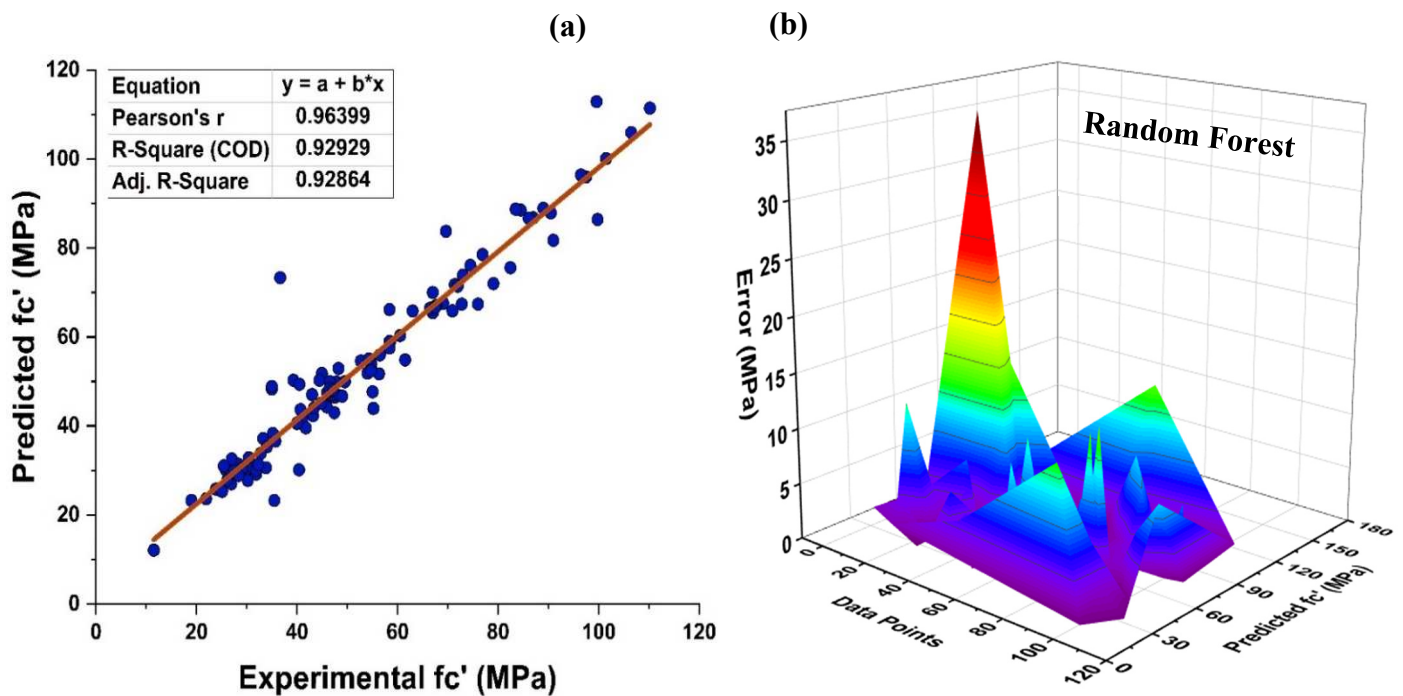 (a)
Equation y = a + b*x
Pearson's r 0.96399
R-Square (COD) 0.92929
Adj. R-Square 0.92864
120
100
80
60
40
20
0
0 20 40 60 80 100 120
Predicted fc' (MPa)
Experimental fc' (MPa)
(b)
Random Forest
35
30
25
20
15
10
5
0
Error (MPa)
0 20 40 60 80 100 120
Data Points
0 30 60 90 120 150 180
Predicted fc' (MPa)